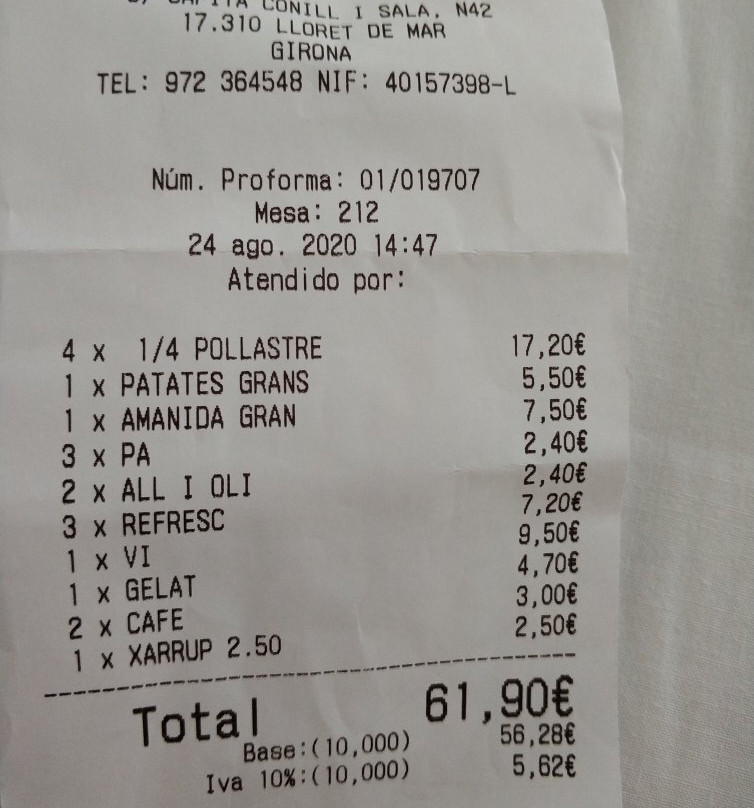 CONILL I SALA, N42
17.310 LLORET DE MAR
GIRONA
TEL: 972 364548 NIF: 40157398-L
Núm. Proforma: 01/019707
Mesa: 212
24 ago. 2020 14:47
Atendido por:
4 x 1/4 POLLASTRE 17,20€
1 x PATATES GRANS 5,50€
1 x AMANIDA GRAN 7,50€
3 x PA 2,40€
2 x ALL I OLI 2,40€
3 x REFRESC 7,20€
1 x VI 9,50€
1 x GELAT 4,70€
2 x CAFE 3,00€
1 x XARRUP 2.50 2,50€
Total 61,90€
Base:(10,000) 56,28€
Iva 10%:(10,000) 5,62€